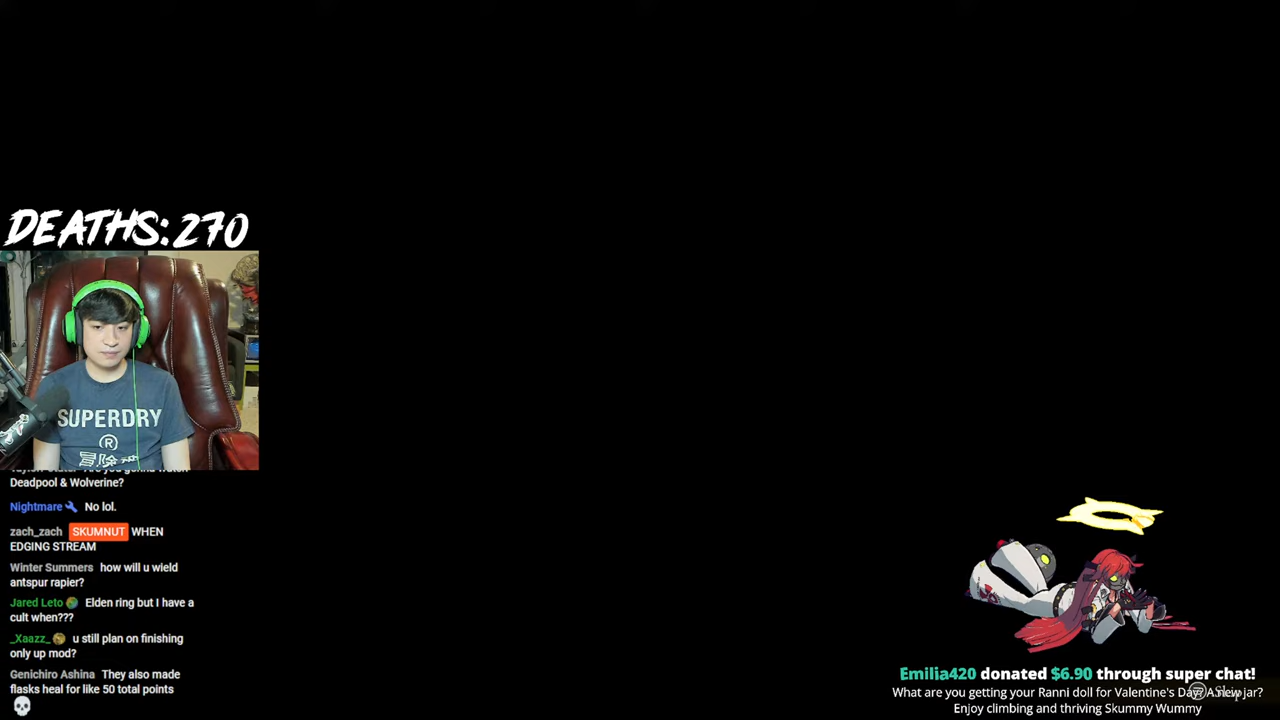 DEATHS:270
SUPERDRY
®
冒険
Deadpool & Wolverine?
Nightmare No lol.
zach_zach SKUMNUT WHEN
EDGING STREAM
Winter Summers how will u wield
antspur rapier?
Jared Leto Elden ring but I have a
cult when???
_Xaazz_ u still plan on finishing
only up mod?
Genichiro Ashina They also made
flasks heal for like 50 total points
Emilia420 donated $6.90 through super chat!
What are you getting your Ranni doll for Valentine's Day? A new jar?
Skip
Enjoy climbing and thriving Skummy Wummy